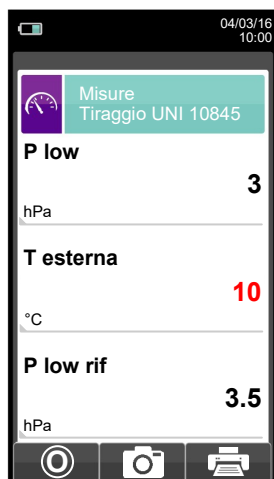 04/03/16
10:00
Misure
Tiraggio UNI 10845
P low
3
hPa
T esterna
10
°C
P low rif
3.5
hPa